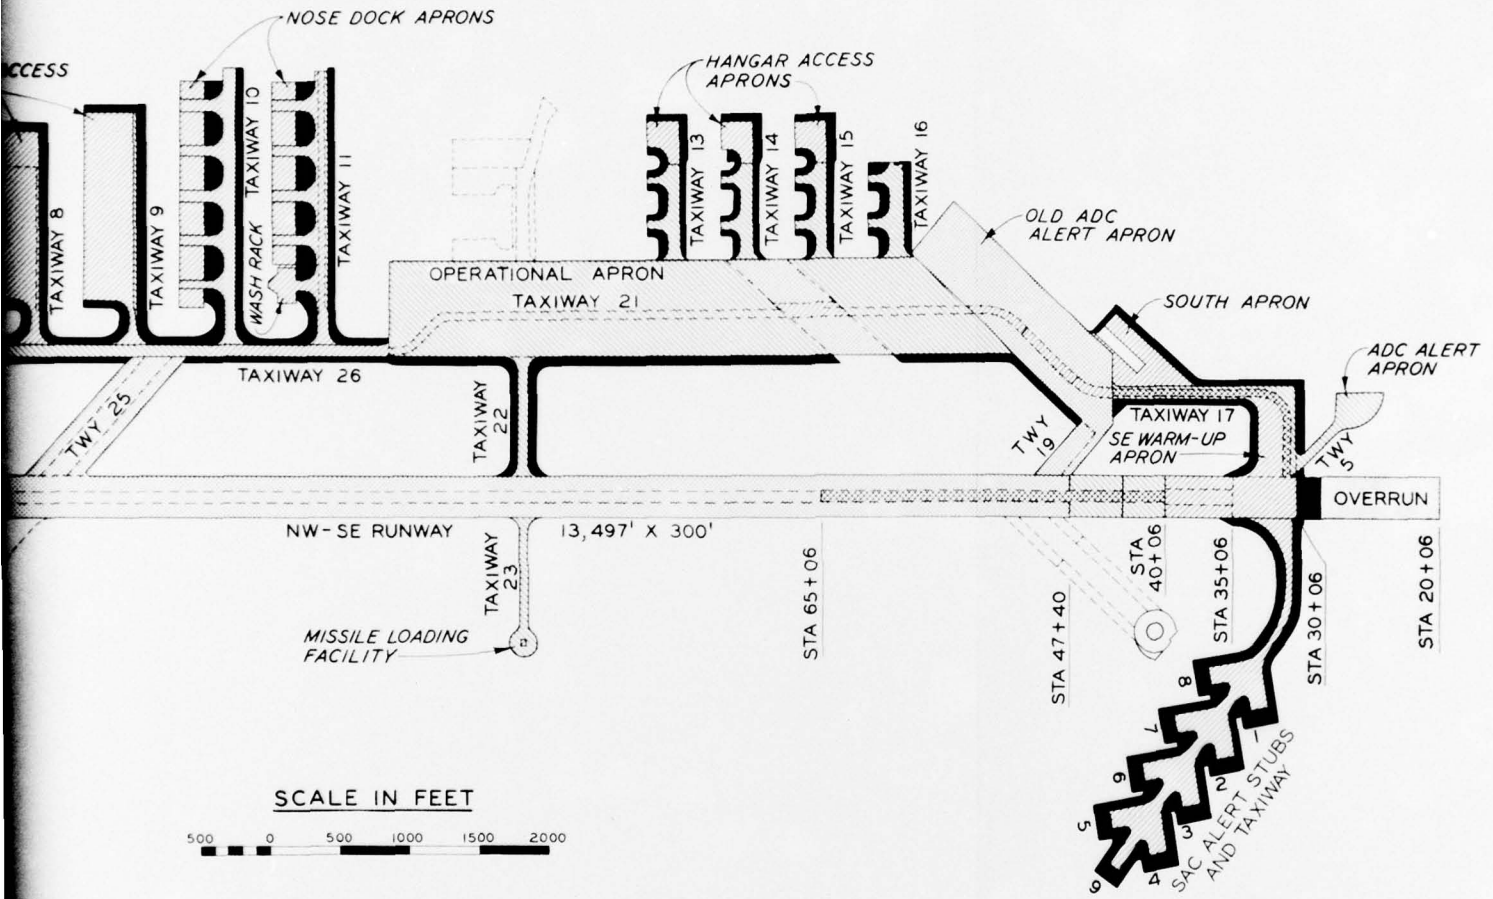 NOSE DOCK APRONS
CCESS
HANGAR ACCESS
APRONS
TAXIWAY 8
TAXIWAY 9
TAXIWAY 10
WASH RACK
TAXIWAY 11
TAXIWAY 13
TAXIWAY 14
TAXIWAY 15
TAXIWAY 16
OLD ADC
ALERT APRON
OPERATIONAL APRON
TAXIWAY 21
SOUTH APRON
ADC ALERT
APRON
TAXIWAY 26
TWY 25
TAXIWAY
22
TWY
19
TAXIWAY 17
SE WARM-UP
APRON
TWY
5
OVERRUN
NW-SE RUNWAY
13,497' X 300'
TAXIWAY
23
STA 65+06
STA 47+40
STA
40+06
STA 35+06
STA 30+06
STA 20+06
MISSILE LOADING
FACILITY
8
7
6
5
9
1
2
3
4
SAC ALERT STUBS
AND TAXIWAY
SCALE IN FEET
500 0 500 1000 1500 2000